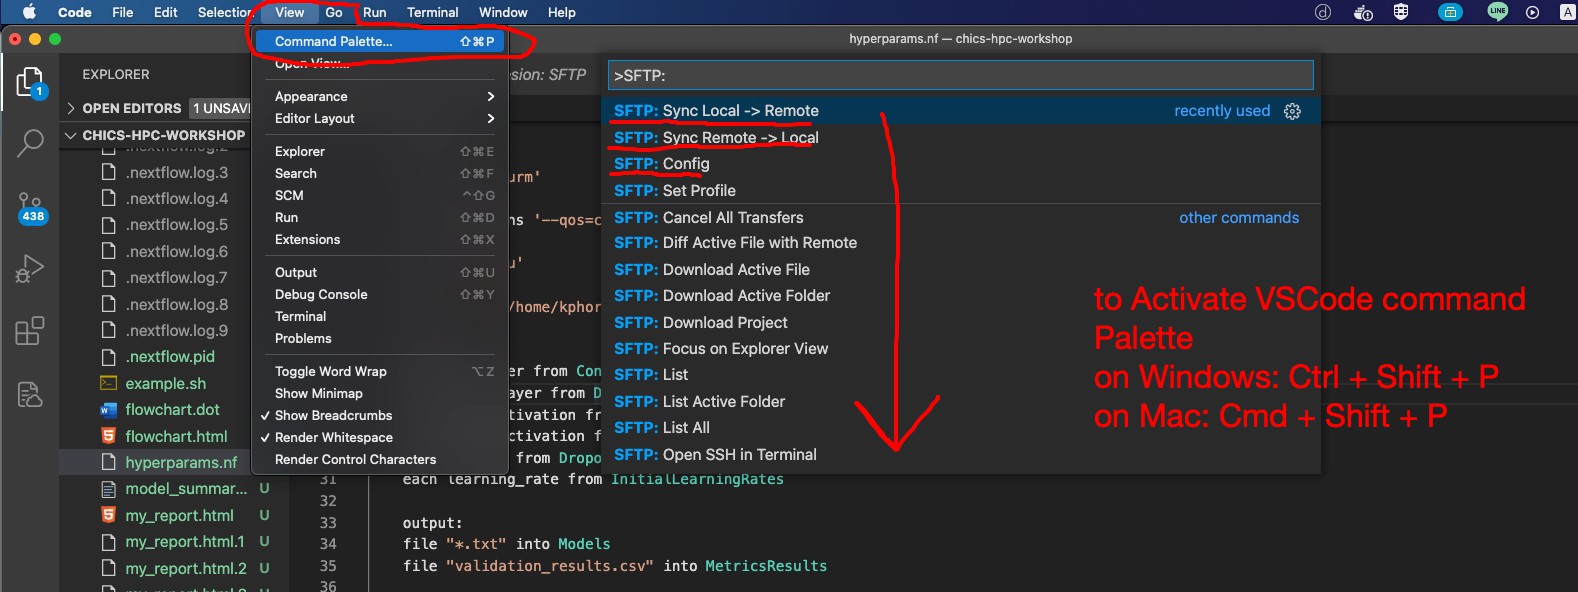 Code File Edit Selection View Go Run Terminal Window Help LINE A
hyperparams.nf — chics-hpc-workshop
Command Palette... ⇧⌘P
Open View...
Appearance
Editor Layout
Explorer ⇧⌘E
Search ⇧⌘F
SCM ^⇧G
Run ⇧⌘D
Extensions ⇧⌘X
Output ⇧⌘U
Debug Console ⇧⌘Y
Terminal
Problems
Toggle Word Wrap ⌥Z
Show Minimap
✓ Show Breadcrumbs
✓ Render Whitespace
Render Control Characters
1
438
EXPLORER
OPEN EDITORS 1 UNSAV
CHICS-HPC-WORKSHOP
.nextflow.log.2
.nextflow.log.3
.nextflow.log.4
.nextflow.log.5
.nextflow.log.6
.nextflow.log.7
.nextflow.log.8
.nextflow.log.9
.nextflow.pid
example.sh
flowchart.dot
flowchart.html
hyperparams.nf
model_summar... U
my_report.html U
my_report.html.1 U
my_report.html.2 U
sion: SFTP
>SFTP:
SFTP: Sync Local -> Remote recently used
SFTP: Sync Remote -> Local
SFTP: Config
SFTP: Set Profile
SFTP: Cancel All Transfers other commands
SFTP: Diff Active File with Remote
SFTP: Download Active File
SFTP: Download Active Folder
SFTP: Download Project
SFTP: Focus on Explorer View
SFTP: List
SFTP: List Active Folder
SFTP: List All
SFTP: Open SSH in Terminal
urm'
ns '--qos=c
u'
/home/kphor
er from Con
ayer from D
tivation fr
ctivation f
from Dropo
31 each learning_rate from InitialLearningRates
32
33 output:
34 file "*.txt" into Models
35 file "validation_results.csv" into MetricsResults
36
to Activate VSCode command
Palette
on Windows: Ctrl + Shift + P
on Mac: Cmd + Shift + P